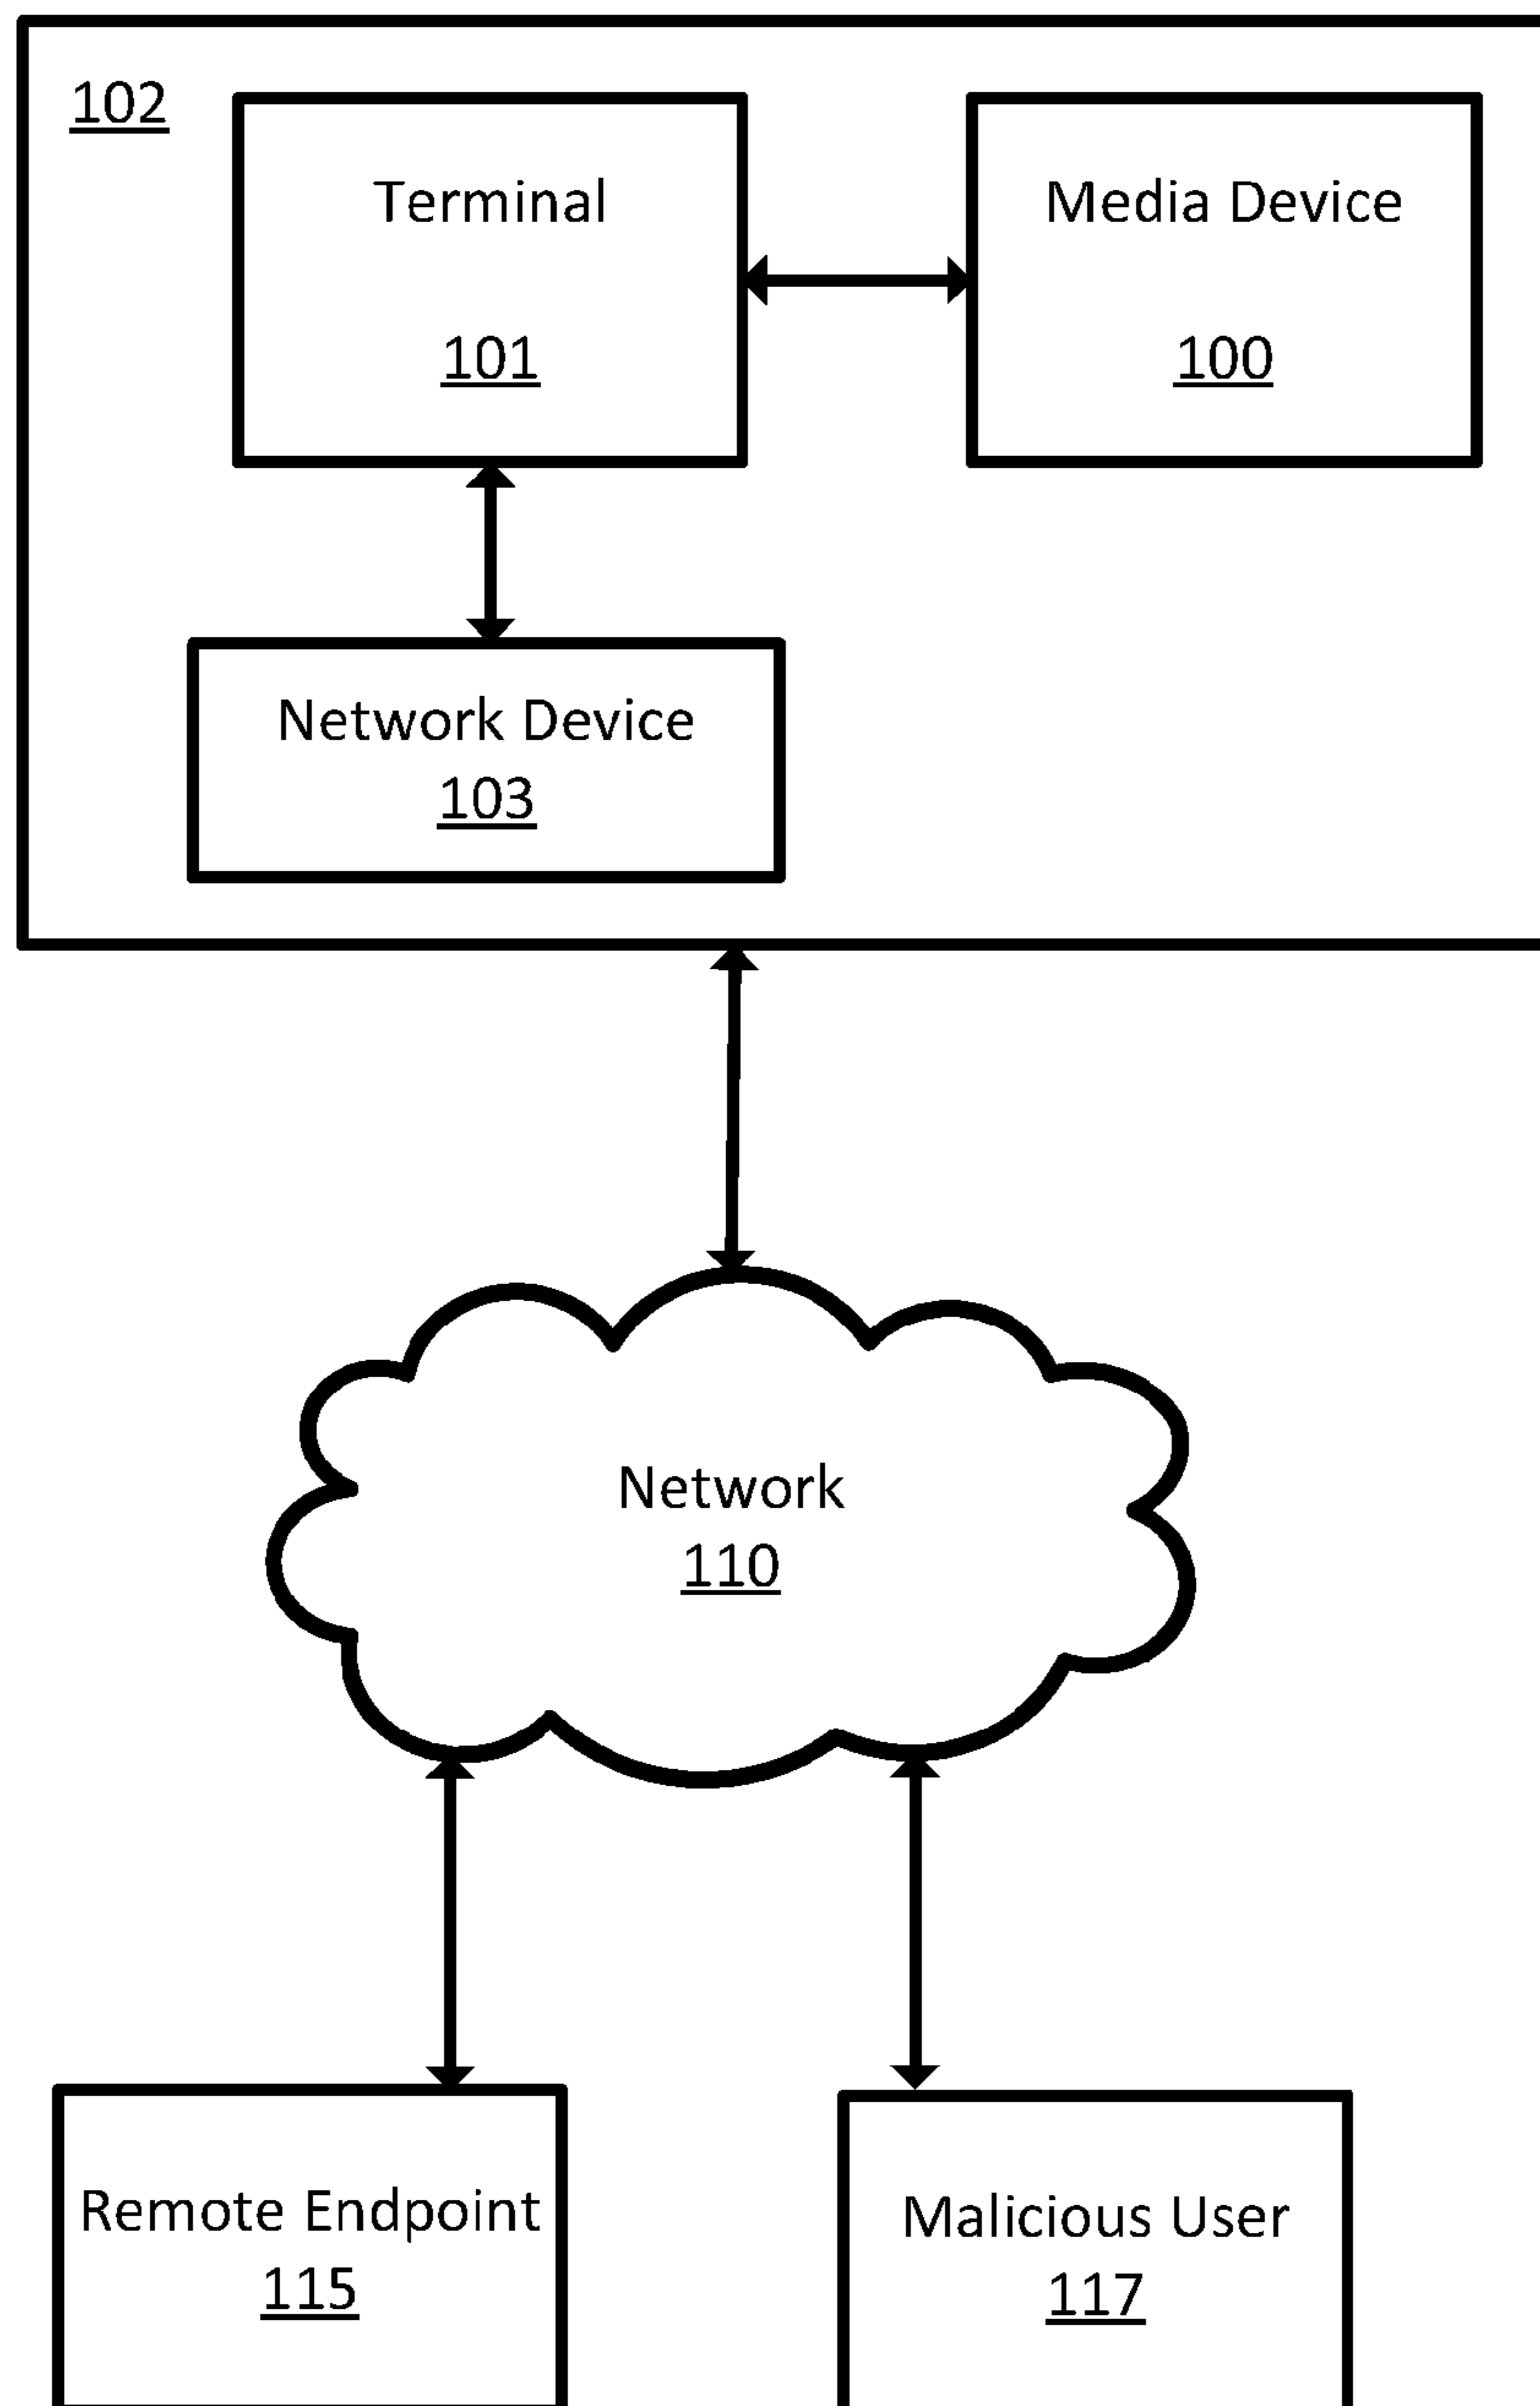 102
Terminal
101
Media Device
100
Network Device
103
Network
110
Remote Endpoint
115
Malicious User
117